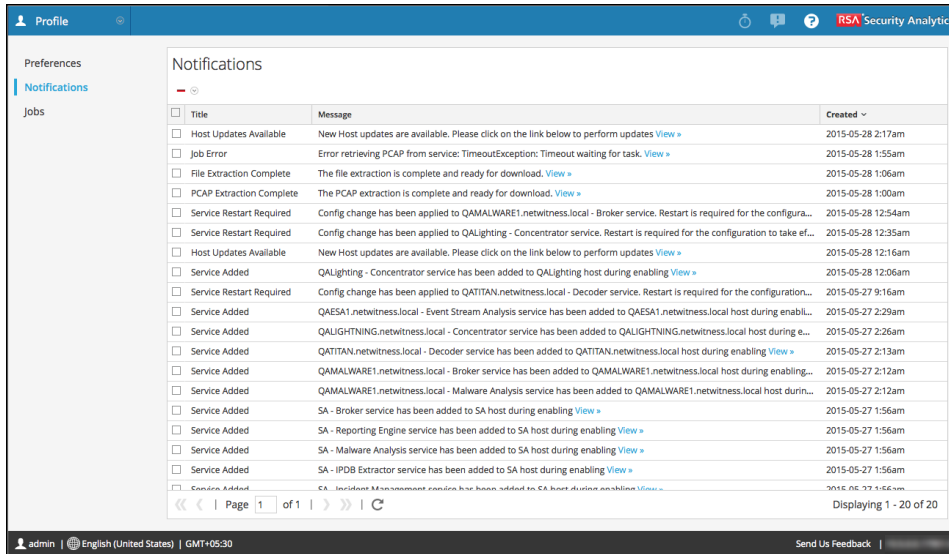 Profile
RSA Security Analytic
Preferences
Notifications
Jobs
Notifications
Title Message Created
Host Updates Available New Host updates are available. Please click on the link below to perform updates View » 2015-05-28 2:17am
Job Error Error retrieving PCAP from service: TimeoutException: Timeout waiting for task. View » 2015-05-28 1:55am
File Extraction Complete The file extraction is complete and ready for download. View » 2015-05-28 1:06am
PCAP Extraction Complete The PCAP extraction is complete and ready for download. View » 2015-05-28 1:00am
Service Restart Required Config change has been applied to QAMALWARE1.netwitness.local - Broker service. Restart is required for the configura... 2015-05-28 12:54am
Service Restart Required Config change has been applied to QALighting - Concentrator service. Restart is required for the configuration to take ef... 2015-05-28 12:35am
Host Updates Available New Host updates are available. Please click on the link below to perform updates View » 2015-05-28 12:16am
Service Added QALighting - Concentrator service has been added to QALighting host during enabling View » 2015-05-28 12:06am
Service Restart Required Config change has been applied to QATITAN.netwitness.local - Decoder service. Restart is required for the configuration... 2015-05-27 9:16am
Service Added QAESA1.netwitness.local - Event Stream Analysis service has been added to QAESA1.netwitness.local host during enabli... 2015-05-27 2:29am
Service Added QALIGHTNING.netwitness.local - Concentrator service has been added to QALIGHTNING.netwitness.local host during e... 2015-05-27 2:26am
Service Added QATITAN.netwitness.local - Decoder service has been added to QATITAN.netwitness.local host during enabling View » 2015-05-27 2:13am
Service Added QAMALWARE1.netwitness.local - Broker service has been added to QAMALWARE1.netwitness.local host during enabling... 2015-05-27 2:12am
Service Added QAMALWARE1.netwitness.local - Malware Analysis service has been added to QAMALWARE1.netwitness.local host durin... 2015-05-27 2:12am
Service Added SA - Broker service has been added to SA host during enabling View » 2015-05-27 1:56am
Service Added SA - Reporting Engine service has been added to SA host during enabling View » 2015-05-27 1:56am
Service Added SA - Malware Analysis service has been added to SA host during enabling View » 2015-05-27 1:56am
Service Added SA - IPDB Extractor service has been added to SA host during enabling View » 2015-05-27 1:56am
Service Added SA - Incident Management service has been added to SA host during enabling View » 2015-05-27 1:56am
Page 1 of 1 Displaying 1 - 20 of 20
admin | English (United States) | GMT+05:30 Send Us Feedback |